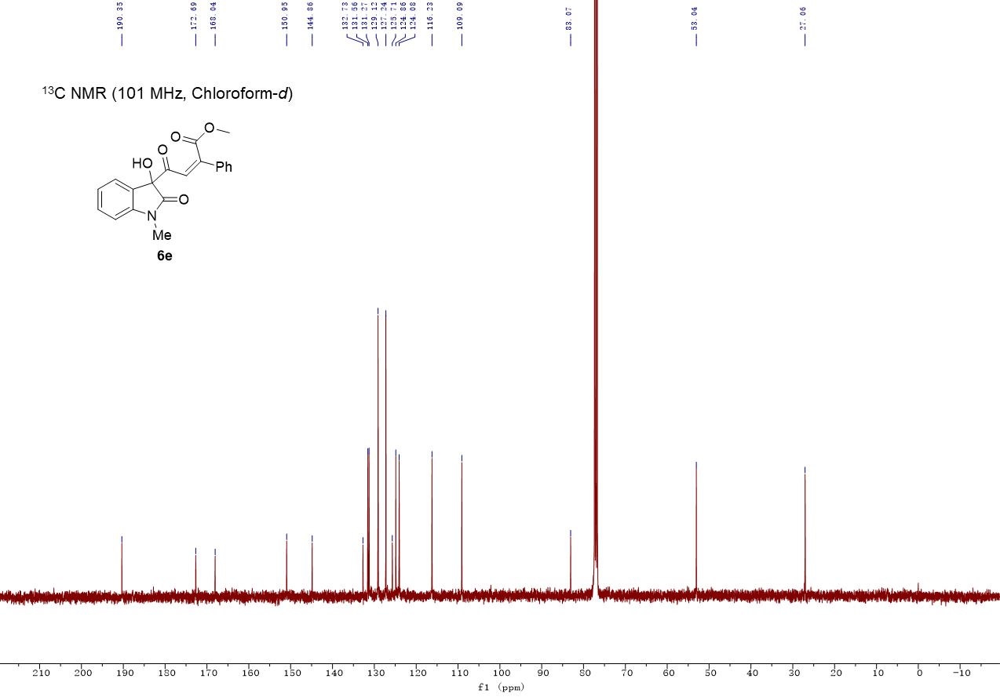 190.35
172.69
168.04
150.95
144.86
132.73
131.56
131.27
129.12
127.24
125.71
124.86
124.08
116.23
109.09
83.07
53.04
27.06
13C NMR (101 MHz, Chloroform-d)
O
O
O
HO
Ph
O
N
Me
6e
210 200 190 180 170 160 150 140 130 120 110 100 90 80 70 60 50 40 30 20 10 0 -10
f1 (ppm)